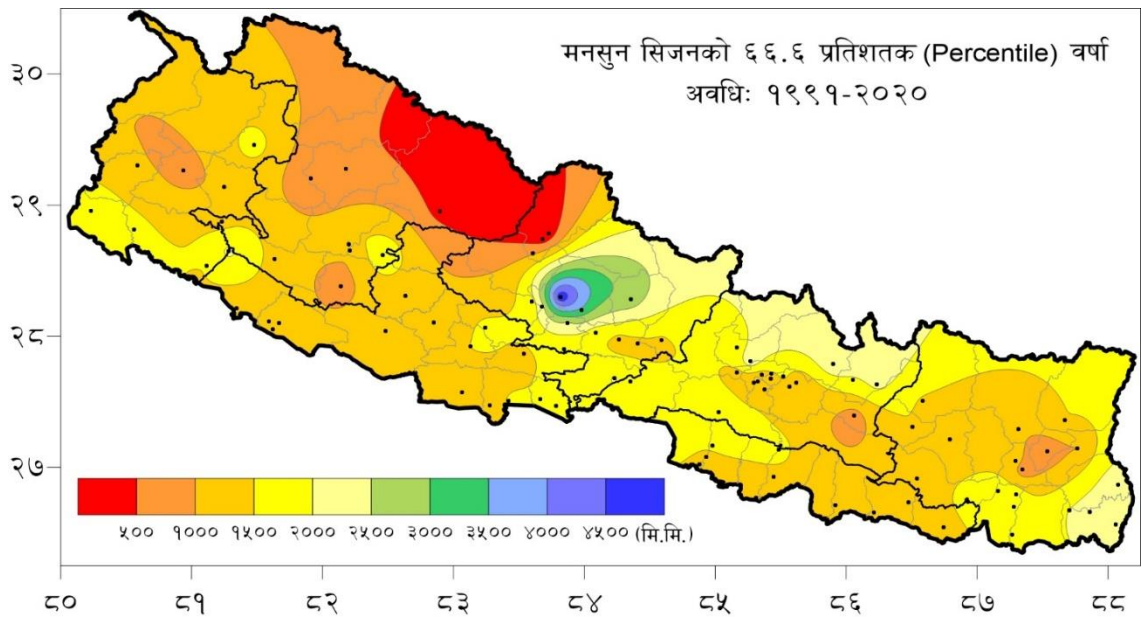 मनसुन सिजनको ६६.६ प्रतिशतक (Percentile) वर्षा
अवधिः १९९१-२०२०
३०
२९
२८
२७
५०० १००० १५०० २००० २५०० ३००० ३५०० ४००० ४५०० (मि.मि.)
८० ८१ ८२ ८३ ८४ ८५ ८६ ८७ ८८